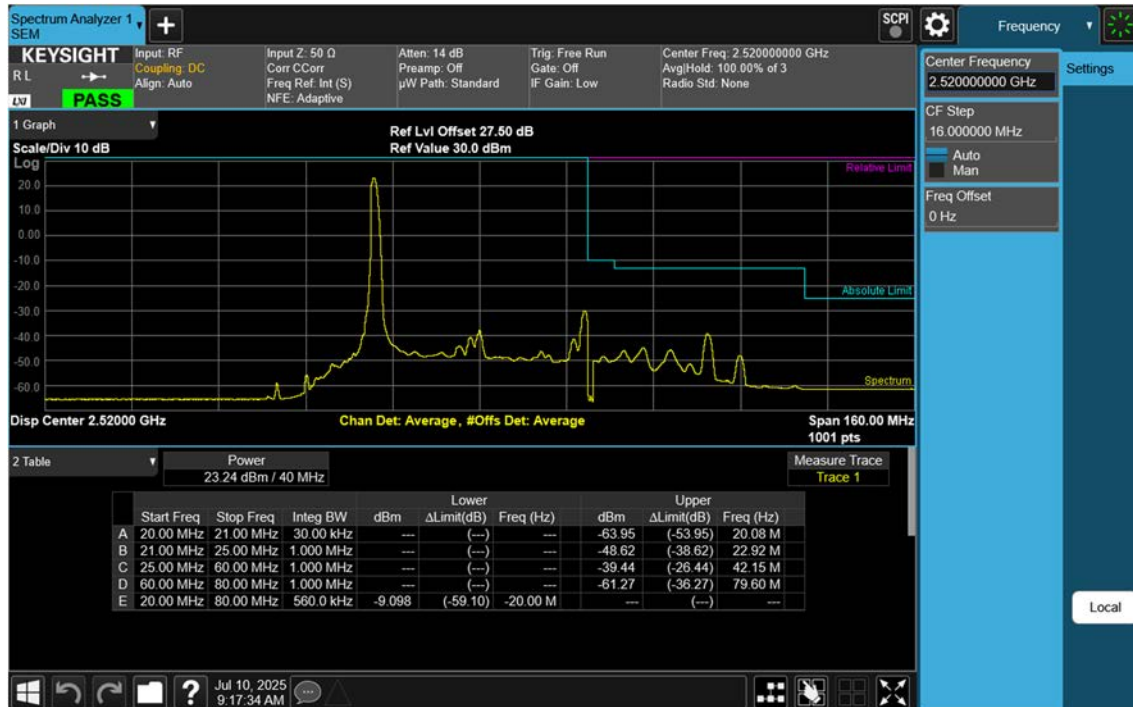 Spectrum Analyzer 1
SEM
SCPI
Frequency
KEYSIGHT
R L
LXI
PASS
Input: RF
Coupling: DC
Align: Auto
Input Z: 50 Ω
Corr CCorr
Freq Ref: Int (S)
NFE: Adaptive
Atten: 14 dB
Preamp: Off
µW Path: Standard
Trig: Free Run
Gate: Off
IF Gain: Low
Center Freq: 2.520000000 GHz
Avg|Hold: 100.00% of 3
Radio Std: None
Center Frequency
2.520000000 GHz
Settings
CF Step
16.000000 MHz
Auto
Man
Freq Offset
0 Hz
1 Graph
Scale/Div 10 dB
Ref Lvl Offset 27.50 dB
Ref Value 30.0 dBm
Log
20.0
10.0
0.00
-10.0
-20.0
-30.0
-40.0
-50.0
-60.0
Relative Limit
Absolute Limit
Spectrum
Disp Center 2.52000 GHz
Chan Det: Average, #Offs Det: Average
Span 160.00 MHz
1001 pts
2 Table
Power
23.24 dBm / 40 MHz
Measure Trace
Trace 1
Lower Upper
Start Freq Stop Freq Integ BW dBm ΔLimit(dB) Freq (Hz) dBm ΔLimit(dB) Freq (Hz)
A 20.00 MHz 21.00 MHz 30.00 kHz --- (---) --- -63.95 (-53.95) 20.08 M
B 21.00 MHz 25.00 MHz 1.000 MHz --- (---) --- -48.62 (-38.62) 22.92 M
C 25.00 MHz 60.00 MHz 1.000 MHz --- (---) --- -39.44 (-26.44) 42.15 M
D 60.00 MHz 80.00 MHz 1.000 MHz --- (---) --- -61.27 (-36.27) 79.60 M
E 20.00 MHz 80.00 MHz 560.0 kHz -9.098 (-59.10) -20.00 M --- (---) ---
Local
?
Jul 10, 2025
9:17:34 AM